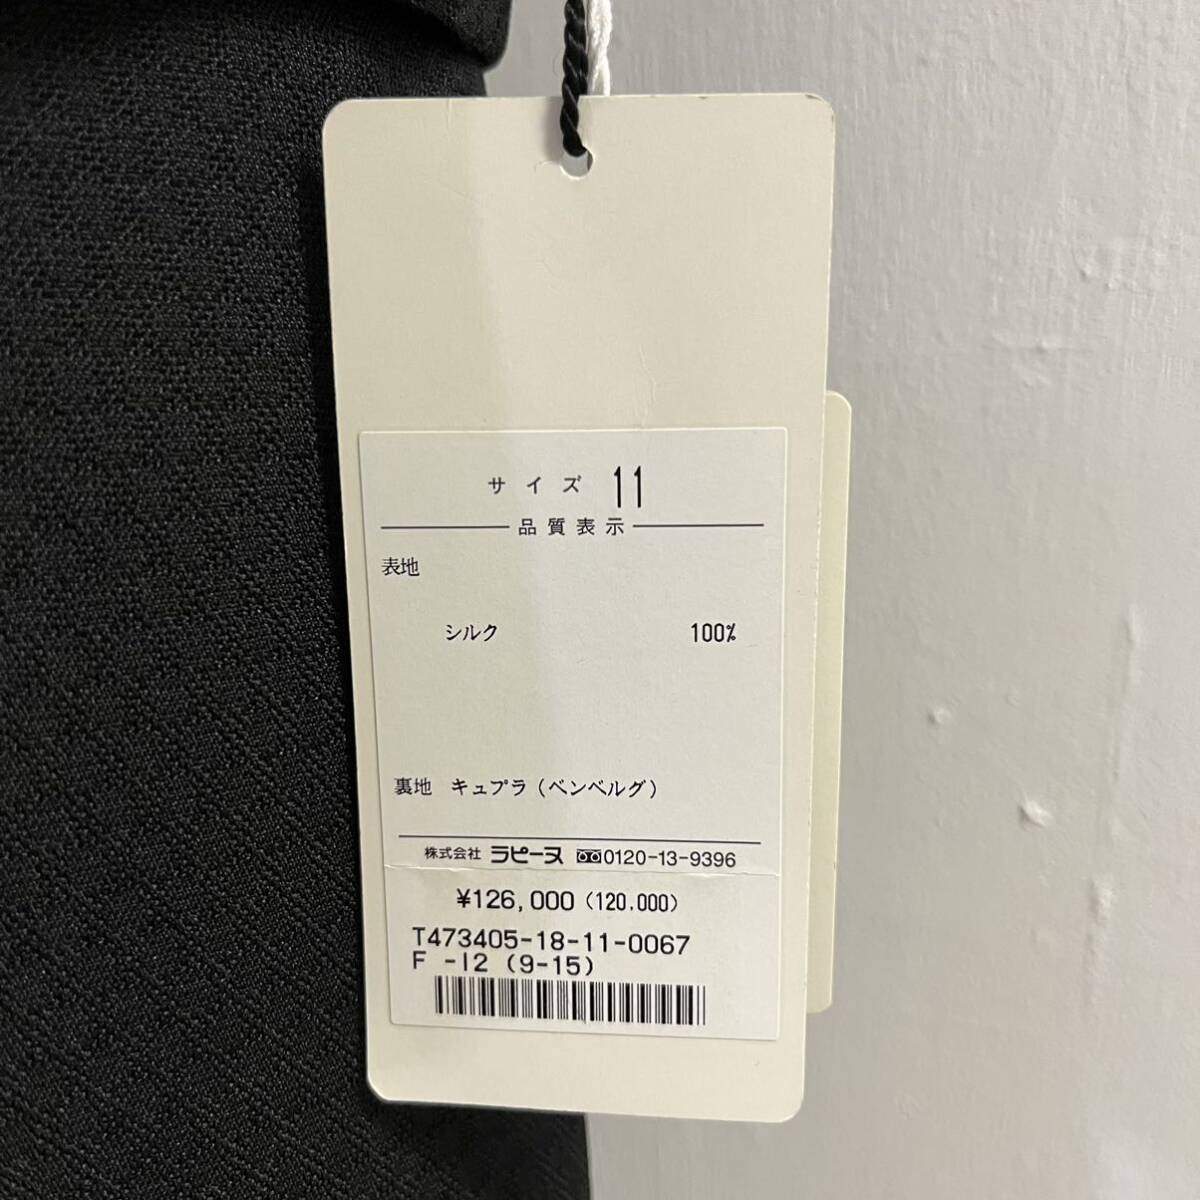 サイズ 11
品質表示
表地
シルク 100%
裏地 キュプラ(ベンベルグ)
株式会社 ラピーヌ 0120-13-9396
¥126,000(120.000)
T473405-18-11-0067
F -12 (9-15)